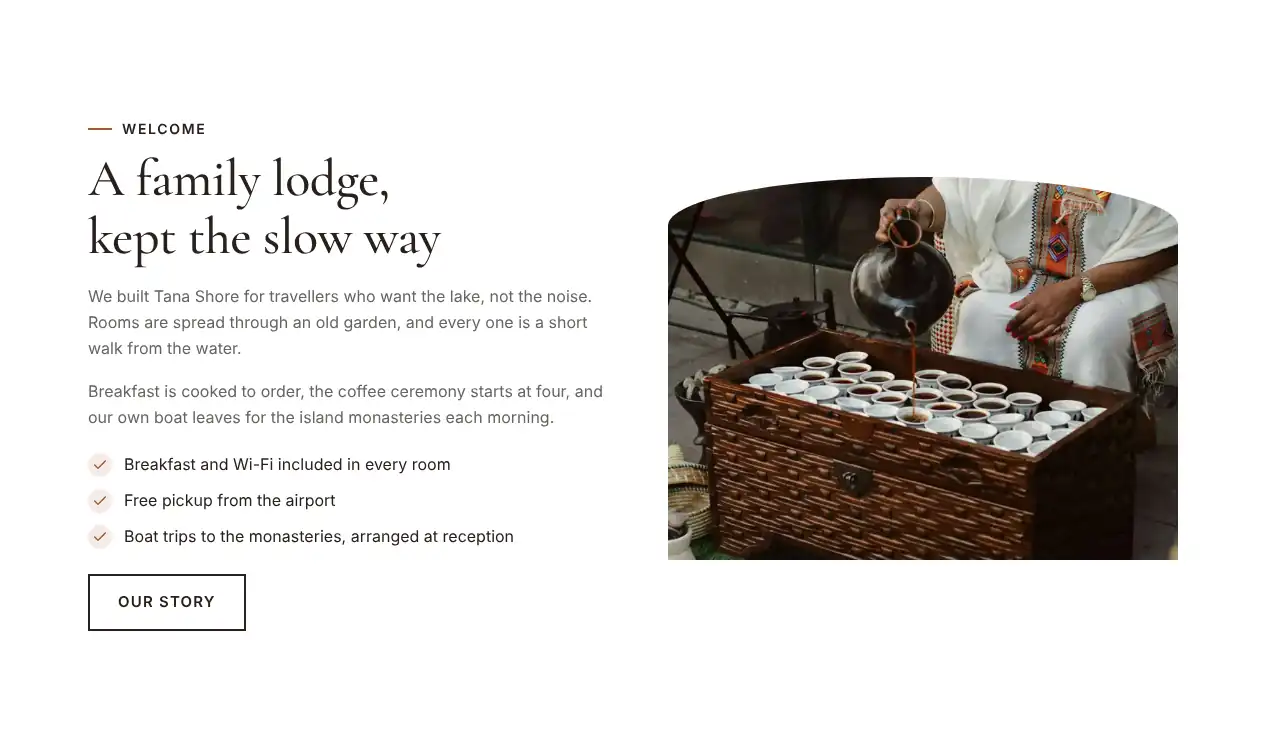 WELCOME
A family lodge,
kept the slow way
We built Tana Shore for travellers who want the lake, not the noise.
Rooms are spread through an old garden, and every one is a short
walk from the water.
Breakfast is cooked to order, the coffee ceremony starts at four, and
our own boat leaves for the island monasteries each morning.
Breakfast and Wi-Fi included in every room
Free pickup from the airport
Boat trips to the monasteries, arranged at reception
OUR STORY